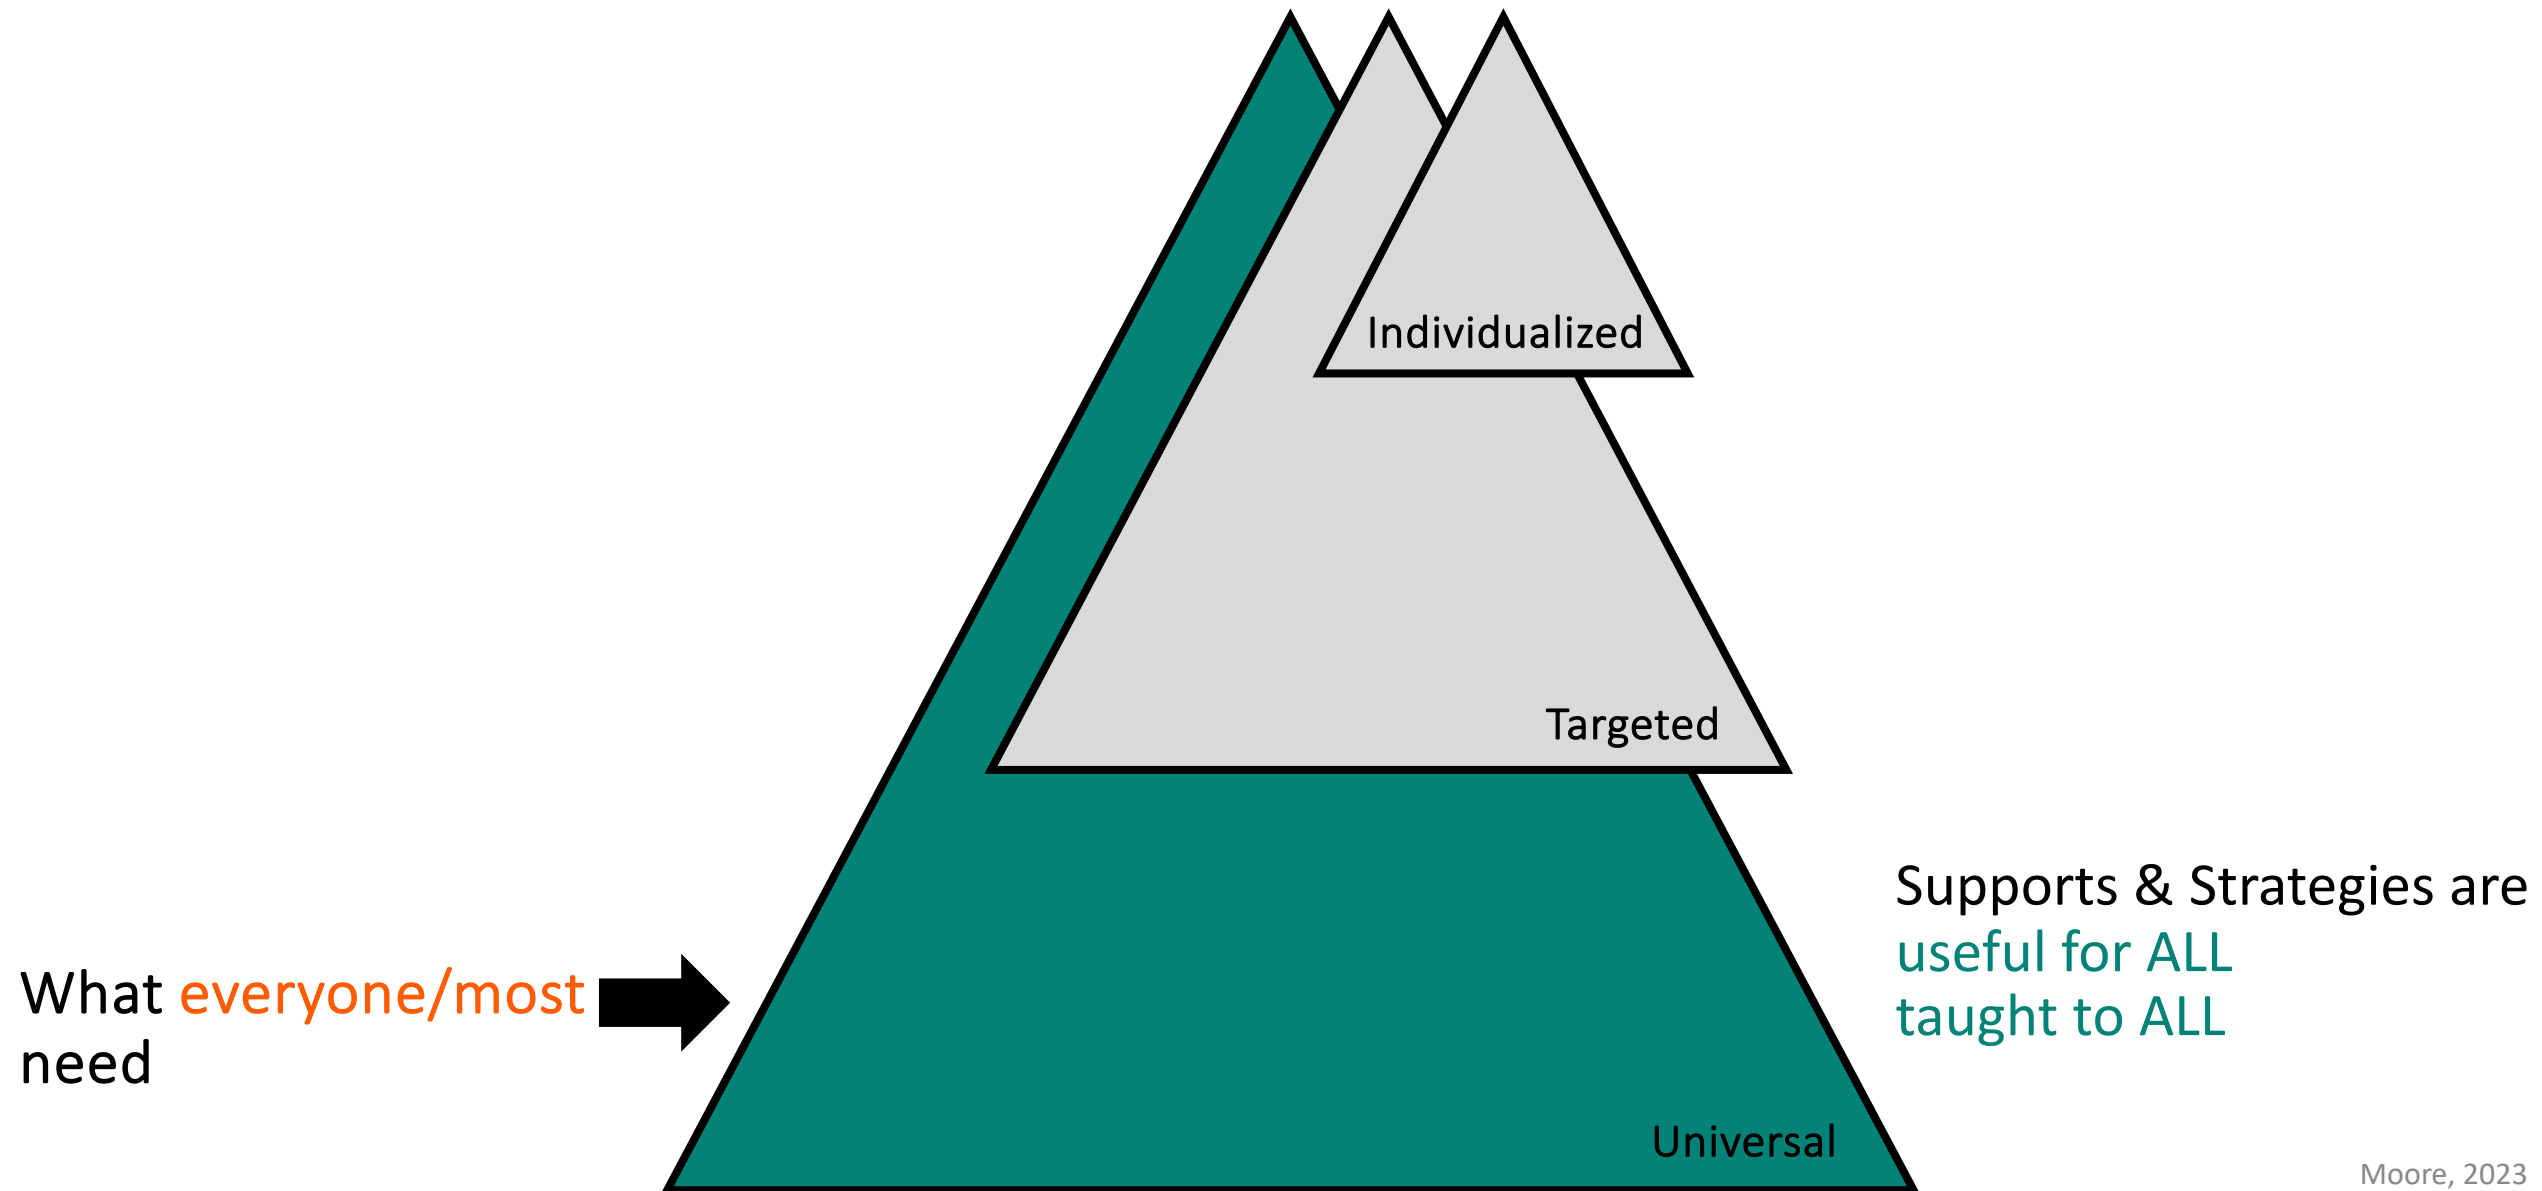 Individualized
Targeted
Supports & Strategies are
useful for ALL
taught to ALL
What everyone/most
need
Universal
Moore, 2023